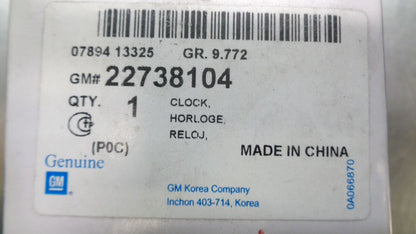 07894 13325 GR. 9.772
GM# 22738104
QTY. 1 CLOCK,
HORLOGE,
RELOJ,
(P0C) MADE IN CHINA
Genuine
GM
GM Korea Company
Inchon 403-714, Korea
0A066870